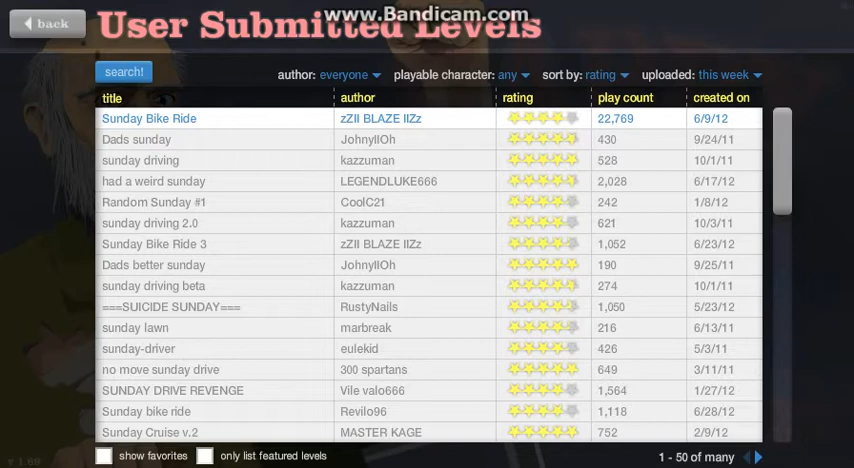 www.Bandicam.com
back
User Submitted Levels
search!
author: everyone playable character: any sort by: rating uploaded: this week
title author rating play count created on
Sunday Bike Ride zZII BLAZE IIZz 22,769 6/9/12
Dads sunday JohnyIIOh 430 9/24/11
sunday driving kazzuman 528 10/1/11
had a weird sunday LEGENDLUKE666 2,028 6/17/12
Random Sunday #1 CoolC21 242 1/8/12
sunday driving 2.0 kazzuman 621 10/3/11
Sunday Bike Ride 3 zZII BLAZE IIZz 1,052 6/23/12
Dads better sunday JohnyIIOh 190 9/25/11
sunday driving beta kazzuman 274 10/1/11
===SUICIDE SUNDAY=== RustyNails 1,050 5/23/12
sunday lawn marbreak 216 6/13/11
sunday-driver eulekid 426 5/3/11
no move sunday drive 300 spartans 649 3/11/11
SUNDAY DRIVE REVENGE Vile valo666 1,564 1/27/12
Sunday bike ride Revilo96 1,118 6/28/12
Sunday Cruise v.2 MASTER KAGE 752 2/9/12
show favorites only list featured levels 1 - 50 of many
v 1.68